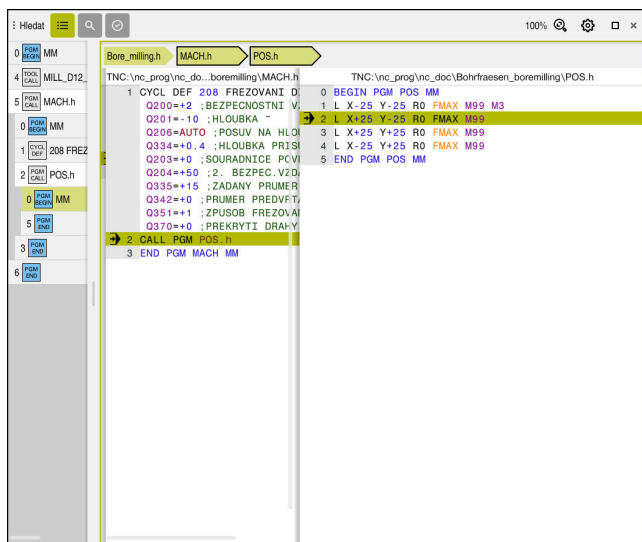 Hledat
100%
0 PGM BEGIN MM
4 TOOL CALL MILL_D12_
5 PGM CALL MACH.h
0 PGM BEGIN MM
1 CYCL DEF 208 FREZ
2 PGM CALL POS.h
0 PGM BEGIN MM
5 PGM END
3 PGM END
6 PGM END
Bore_milling.h MACH.h POS.h
TNC:\nc_prog\nc_do...boremilling\MACH.h
1 CYCL DEF 208 FREZOVANI D
Q200=+2 ;BEZPECNOSTNI VZ
Q201=-10 ;HLOUBKA ~
Q206=AUTO ;POSUV NA HLOU
Q334=+0.4 ;HLOUBKA PRISU
Q203=+0 ;SOURADNICE POV
Q204=+50 ;2. BEZPEC.VZDA
Q335=+15 ;ZADANY PRUMER
Q342=+0 ;PRUMER PREDVRTA
Q351=+1 ;ZPUSOB FREZOVA
Q370=+0 ;PREKRYTI DRAHY
2 CALL PGM POS.h
3 END PGM MACH MM
TNC:\nc_prog\nc_doc\Bohrfraesen_boremilling\POS.h
0 BEGIN PGM POS MM
1 L X-25 Y-25 R0 FMAX M99 M3
2 L X+25 Y-25 R0 FMAX M99
3 L X+25 Y+25 R0 FMAX M99
4 L X-25 Y+25 R0 FMAX M99
5 END PGM POS MM